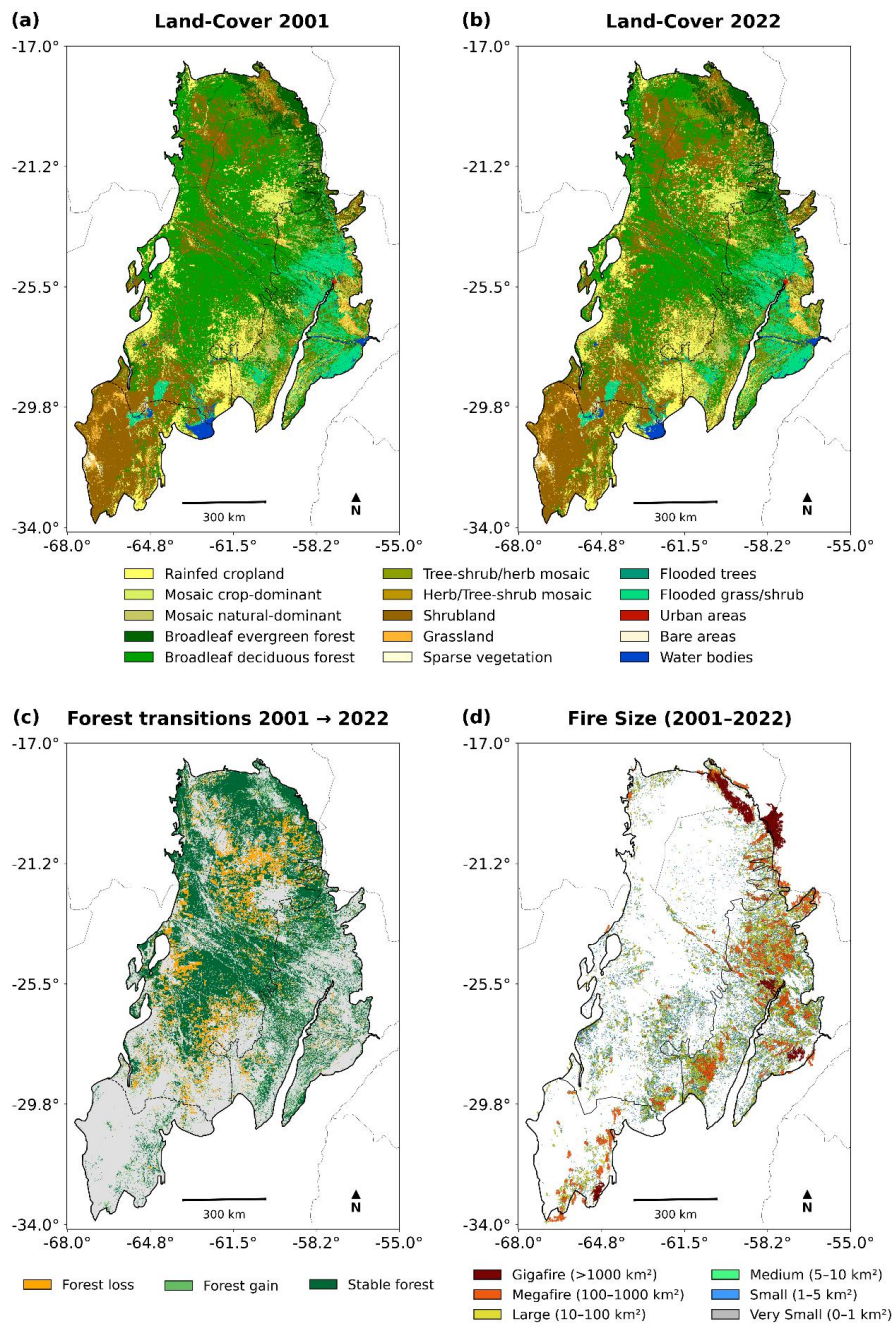 (a) Land-Cover 2001
(b) Land-Cover 2022
-17.0°
-21.2°
-25.5°
-29.8°
-34.0°
-68.0° -64.8° -61.5° -58.2° -55.0°
300 km
N
-17.0°
-21.2°
-25.5°
-29.8°
-34.0°
-68.0° -64.8° -61.5° -58.2° -55.0°
300 km
N
Rainfed cropland
Mosaic crop-dominant
Mosaic natural-dominant
Broadleaf evergreen forest
Broadleaf deciduous forest
Tree-shrub/herb mosaic
Herb/Tree-shrub mosaic
Shrubland
Grassland
Sparse vegetation
Flooded trees
Flooded grass/shrub
Urban areas
Bare areas
Water bodies
(c) Forest transitions 2001 → 2022
-17.0°
-21.2°
-25.5°
-29.8°
-34.0°
-68.0° -64.8° -61.5° -58.2° -55.0°
300 km
N
Forest loss
Forest gain
Stable forest
(d) Fire Size (2001–2022)
-17.0°
-21.2°
-25.5°
-29.8°
-34.0°
-68.0° -64.8° -61.5° -58.2° -55.0°
300 km
N
Gigafire (>1000 km²)
Megafire (100–1000 km²)
Large (10–100 km²)
Medium (5–10 km²)
Small (1–5 km²)
Very Small (0–1 km²)